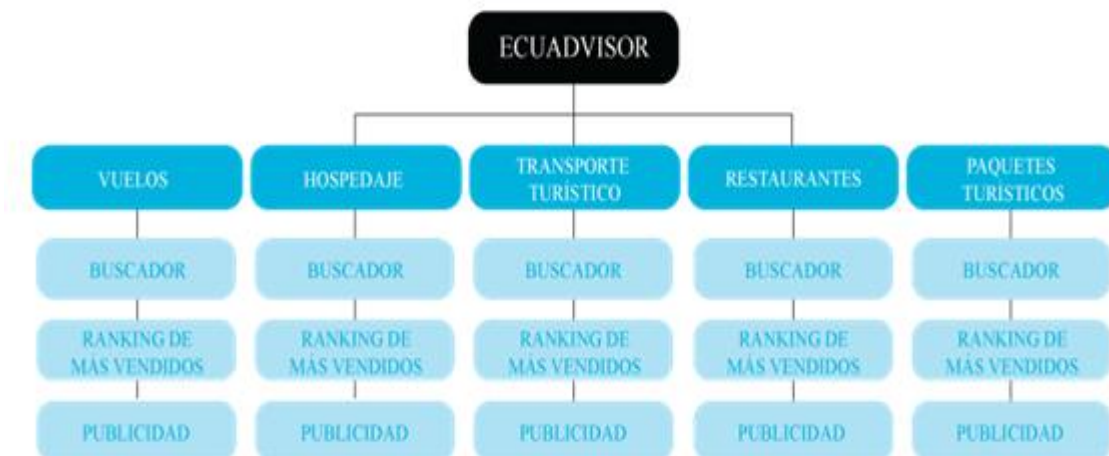 ECUADVISOR
VUELOS
HOSPEDAJE
TRANSPORTE
TURÍSTICO
RESTAURANTES
PAQUETES
TURÍSTICOS
BUSCADOR
BUSCADOR
BUSCADOR
BUSCADOR
BUSCADOR
RANKING DE
MÁS VENDIDOS
RANKING DE
MÁS VENDIDOS
RANKING DE
MÁS VENDIDOS
RANKING DE
MÁS VENDIDOS
RANKING DE
MÁS VENDIDOS
PUBLICIDAD
PUBLICIDAD
PUBLICIDAD
PUBLICIDAD
PUBLICIDAD